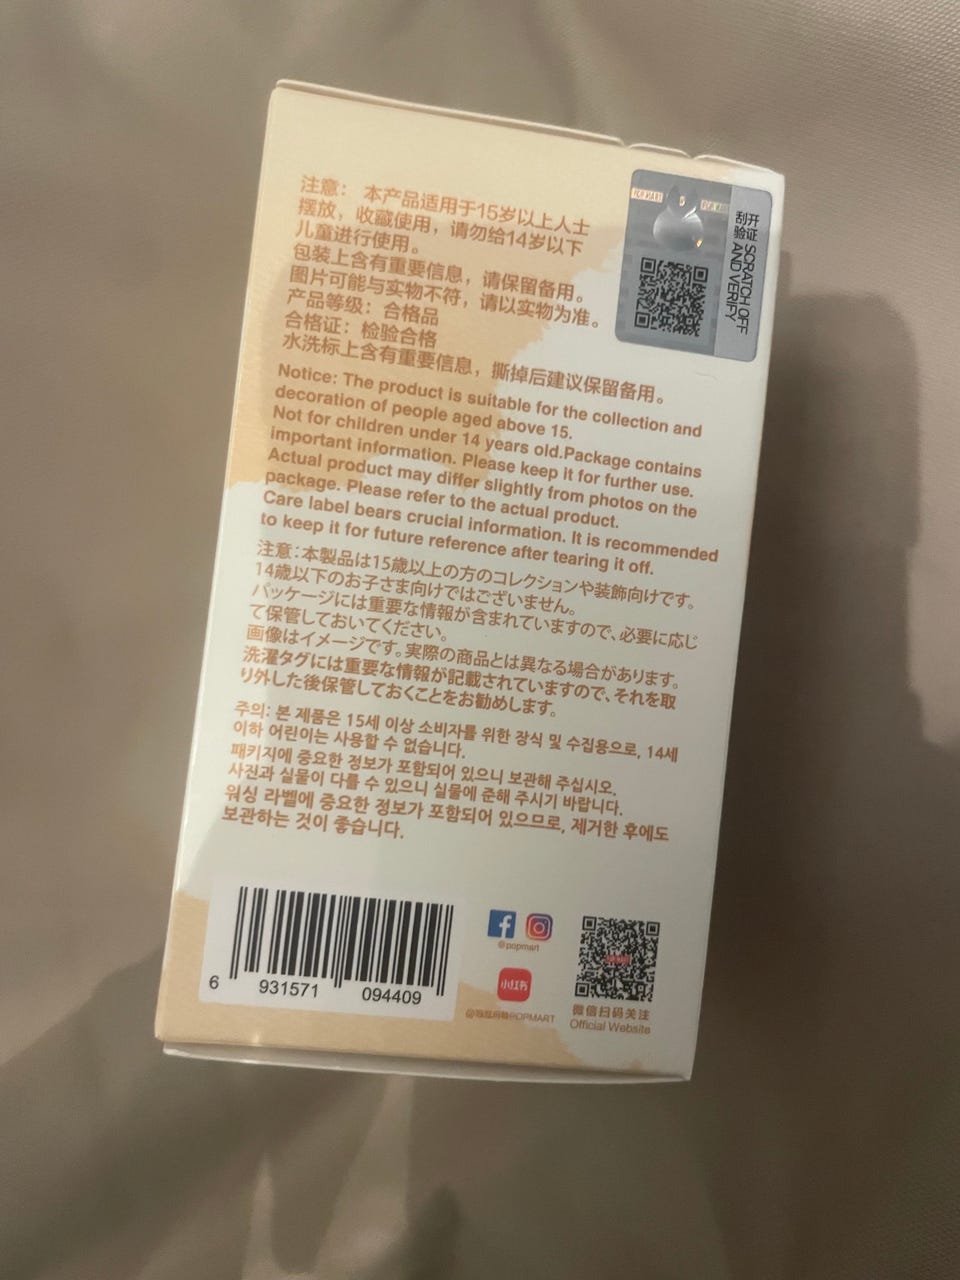 注意： 本产品适用于15岁以上人士
摆放，收藏使用，请勿给14岁以下
儿童进行使用。
包装上含有重要信息，请保留备用。
图片可能与实物不符，请以实物为准。
产品等级：合格品
合格证：检验合格
水洗标上含有重要信息，撕掉后建议保留备用。
Notice: The product is suitable for the collection and
decoration of people aged above 15.
Not for children under 14 years old.Package contains
important information. Please keep it for further use.
Actual product may differ slightly from photos on the
package. Please refer to the actual product.
Care label bears crucial information. It is recommended
to keep it for future reference after tearing it off.
注意：本製品は15歳以上の方のコレクションや装飾向けです。
14歳以下のお子さま向けではございません。
パッケージには重要な情報が含まれていますので、必要に応じ
て保管しておいてください。
画像はイメージです。実際の商品とは異なる場合があります。
洗濯タグには重要な情報が記載されていますので、それを取
り外した後保管しておくことをお勧めします。
주의: 본 제품은 15세 이상 소비자를 위한 장식 및 수집용으로, 14세
이하 어린이는 사용할 수 없습니다.
패키지에 중요한 정보가 포함되어 있으니 보관해 주십시오.
사진과 실물이 다를 수 있으니 실물에 준해 주시기 바랍니다.
워싱 라벨에 중요한 정보가 포함되어 있으므로, 제거한 후에도
보관하는 것이 좋습니다.
POP MART
POP MART
刮开
验证
SCRATCH OFF
AND VERIFY
6 931571 094409
@popmart
小红书
@泡泡玛特POPMART
POP MART
微信扫码关注
Official Website